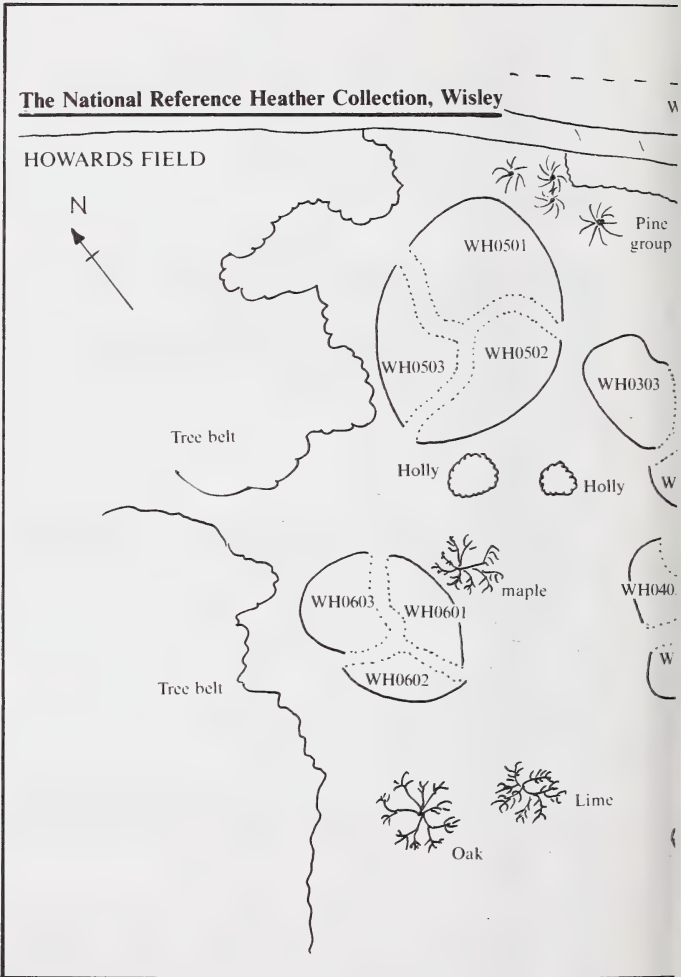 The National Reference Heather Collection, Wisley
W
HOWARDS FIELD
N
Pine
group
WH0501
WH0503
WH0502
WH0303
Tree belt
Holly
Holly
W
maple
WH0603
WH0601
WH040
W
WH0602
Tree belt
Lime
Oak